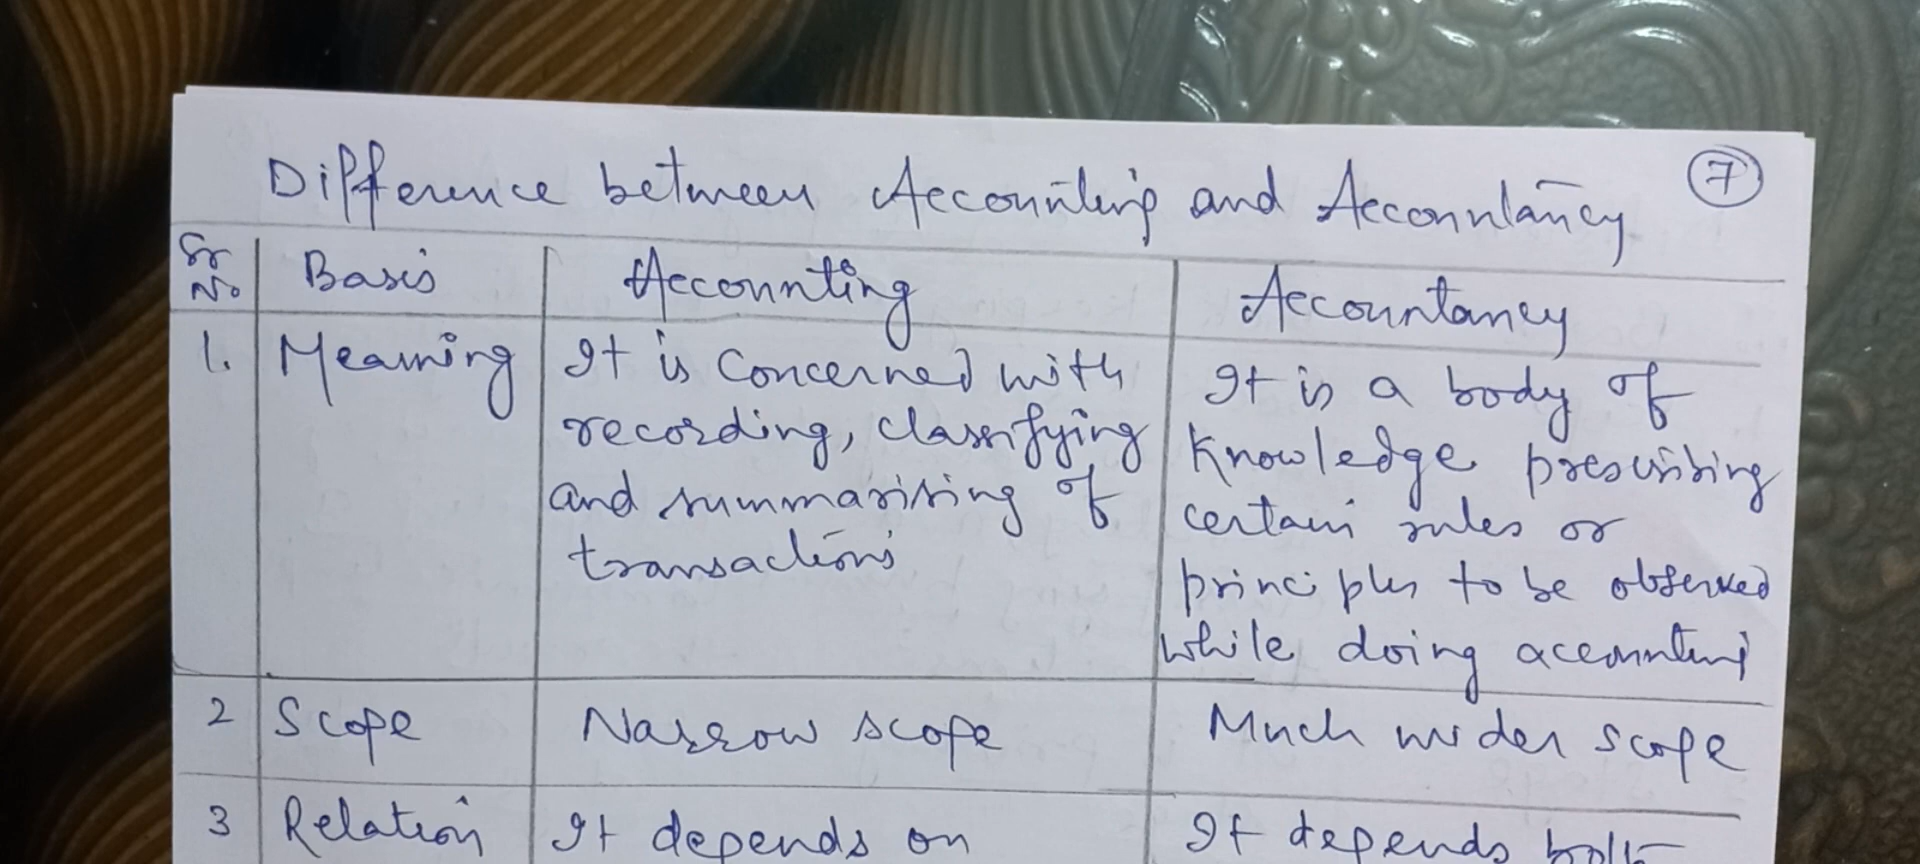 Difference between Accounting and Accountancy
7
Sr No
Basis
Accounting
Accountancy
1.
Meaning
It is concerned with
recording, classifying
and summarising of
transactions
It is a body of
knowledge prescribing
certain rules or
principles to be observed
while doing accounting
2
Scope
Narrow scope
Much wider scope
3
Relation
It depends on
It depends both